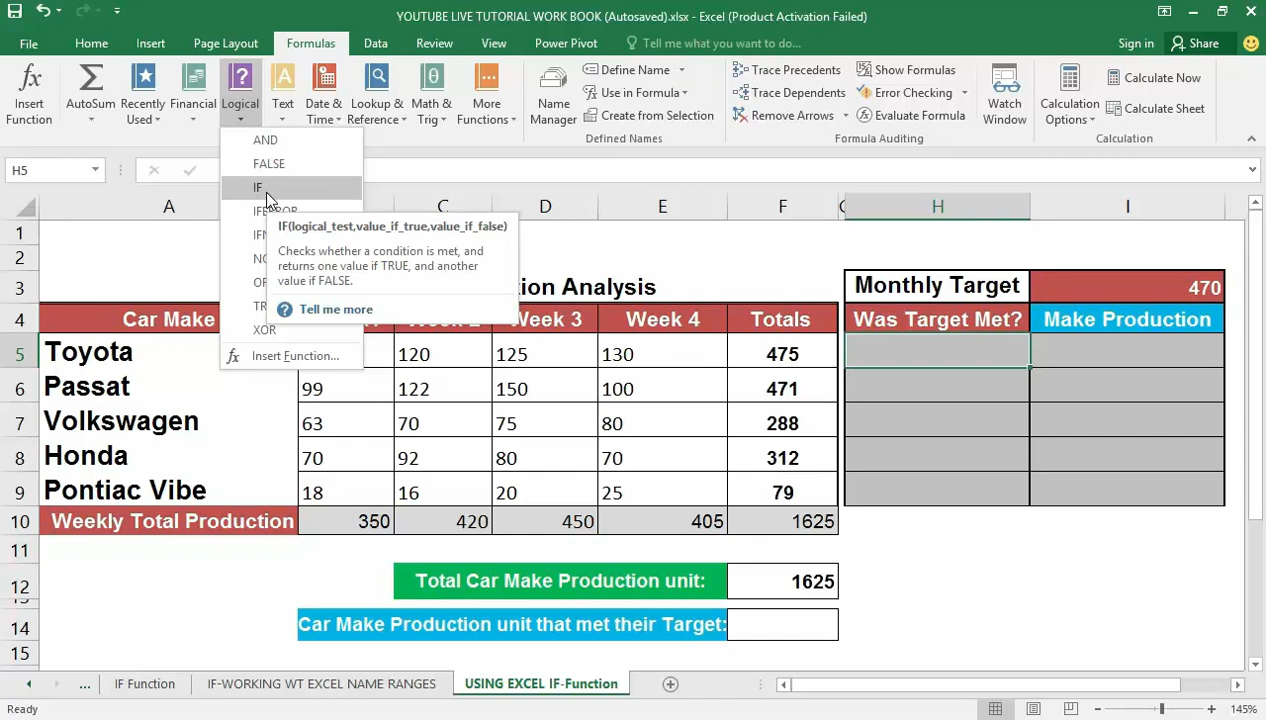 YOUTUBE LIVE TUTORIAL WORK BOOK (Autosaved).xlsx - Excel (Product Activation Failed)
File Home Insert Page Layout Formulas Data Review View Power Pivot Tell me what you want to do... Sign in Share
Insert Function
AutoSum
Recently Used
Financial
Logical
Text
Date & Time
Lookup & Reference
Math & Trig
More Functions
Name Manager
Define Name
Use in Formula
Create from Selection
Defined Names
Trace Precedents
Trace Dependents
Remove Arrows
Show Formulas
Error Checking
Evaluate Formula
Formula Auditing
Watch Window
Calculation Options
Calculate Now
Calculate Sheet
Calculation
H5
AND
FALSE
IF
XOR
fx Insert Function...
IF(logical_test,value_if_true,value_if_false)
Checks whether a condition is met, and
returns one value if TRUE, and another
value if FALSE.
Tell me more
A C D E F H I
1
2
3 Analysis Monthly Target 470
4 Car Make Week 3 Week 4 Totals Was Target Met? Make Production
5 Toyota 120 125 130 475
6 Passat 99 122 150 100 471
7 Volkswagen 63 70 75 80 288
8 Honda 70 92 80 70 312
9 Pontiac Vibe 18 16 20 25 79
10 Weekly Total Production 350 420 450 405 1625
11
12 Total Car Make Production unit: 1625
14 Car Make Production unit that met their Target:
15
... IF Function IF-WORKING WT EXCEL NAME RANGES USING EXCEL IF-Function
Ready 145%